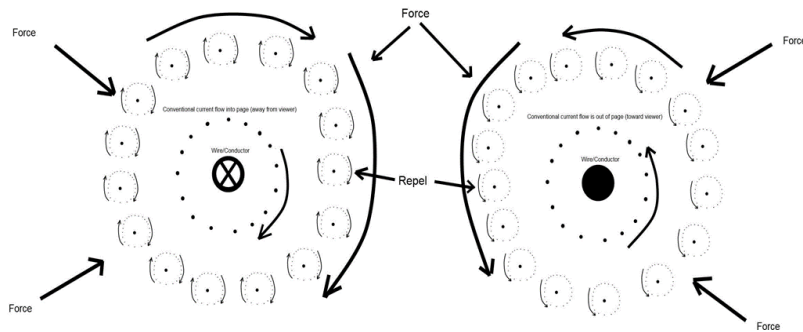 Force
Force
Force
Conventional current flow into page (away from viewer)
Conventional current flow is out of page (toward viewer)
Wire/Conductor
Wire/Conductor
Repel
Force
Force